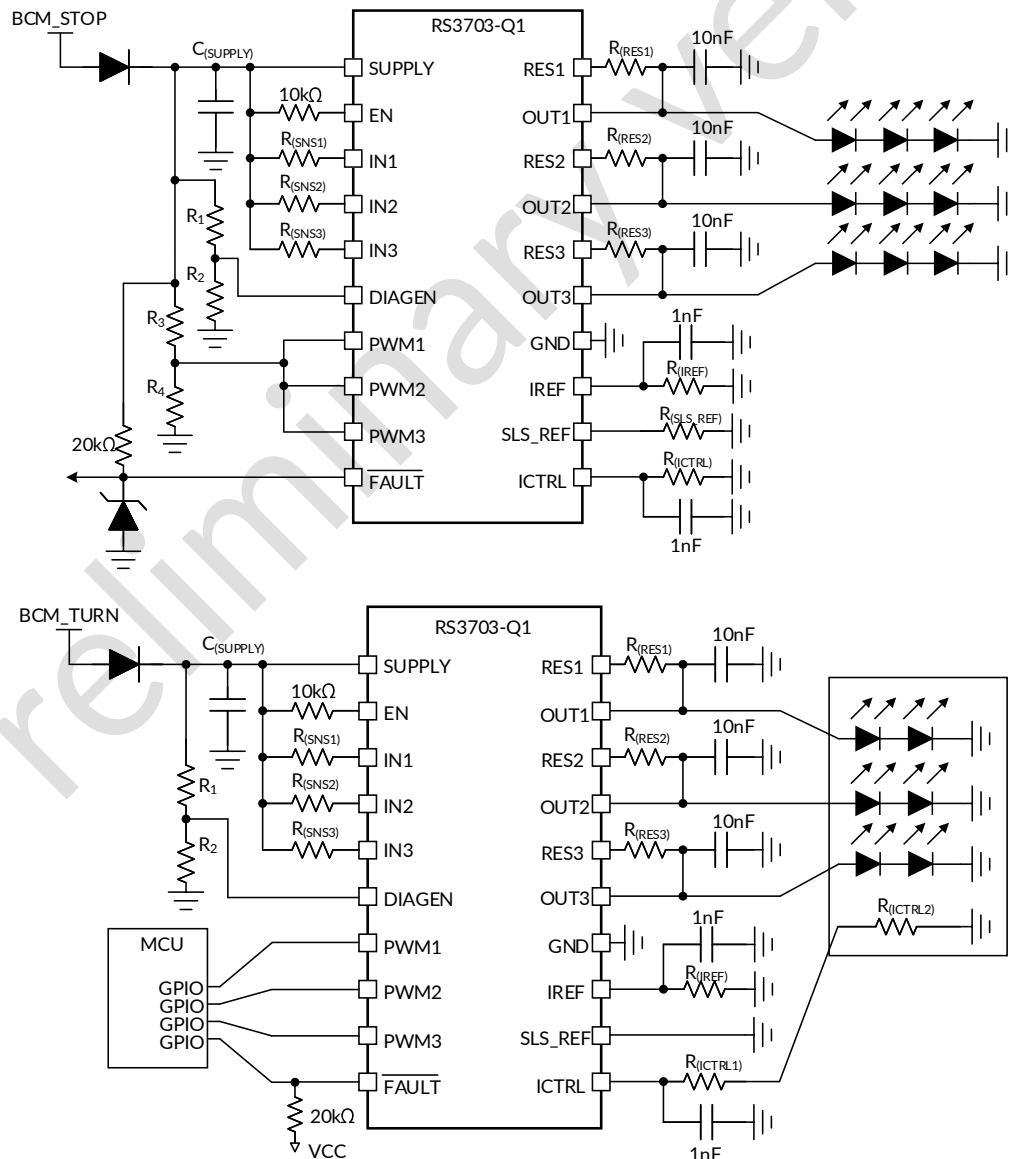 BCM_STOP
RS3703-Q1
C(SUPPLY)
SUPPLY
10kΩ
EN
R(SNS1)
IN1
R(SNS2)
IN2
R(SNS3)
IN3
R1
R2
DIAGEN
R3
PWM1
R4
PWM2
PWM3
20kΩ
FAULT
RES1
R(RES1)
10nF
OUT1
RES2
R(RES2)
10nF
OUT2
RES3
R(RES3)
10nF
OUT3
GND
1nF
IREF
R(IREF)
SLS_REF
R(SLS_REF)
ICTRL
R(ICTRL)
1nF
BCM_TURN
RS3703-Q1
C(SUPPLY)
SUPPLY
10kΩ
EN
R(SNS1)
IN1
R(SNS2)
IN2
R(SNS3)
IN3
R1
R2
DIAGEN
MCU
GPIO
GPIO
GPIO
GPIO
PWM1
PWM2
PWM3
FAULT
20kΩ
VCC
RES1
R(RES1)
10nF
OUT1
RES2
R(RES2)
10nF
OUT2
RES3
R(RES3)
10nF
OUT3
R(ICTRL2)
GND
1nF
IREF
R(IREF)
SLS_REF
ICTRL
R(ICTRL1)
1nF
reliminary ve